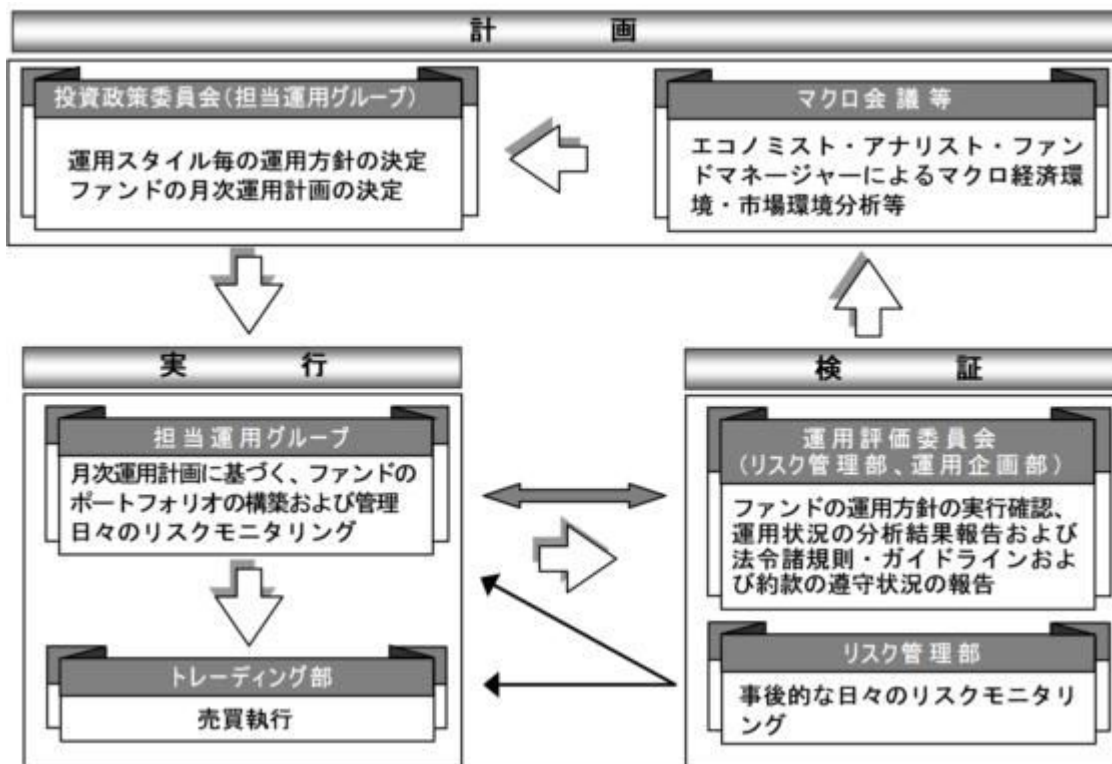 計画
投資政策委員会（担当運用グループ）
運用スタイル毎の運用方針の決定
ファンドの月次運用計画の決定
マクロ会議等
エコノミスト・アナリスト・ファン
ドマネージャーによるマクロ経済環
境・市場環境分析等
実行
担当運用グループ
月次運用計画に基づく、ファンドの
ポートフォリオの構築および管理
日々のリスクモニタリング
トレーディング部
売買執行
検証
運用評価委員会
（リスク管理部、運用企画部）
ファンドの運用方針の実行確認、
運用状況の分析結果報告および
法令諸規則・ガイドラインおよ
び約款の遵守状況の報告
リスク管理部
事後的な日々のリスクモニタリ
ング